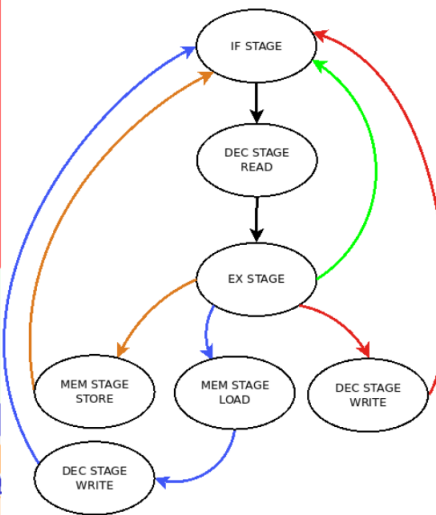 IF STAGE
DEC STAGE
READ
EX STAGE
MEM STAGE
STORE
MEM STAGE
LOAD
DEC STAGE
WRITE
DEC STAGE
WRITE